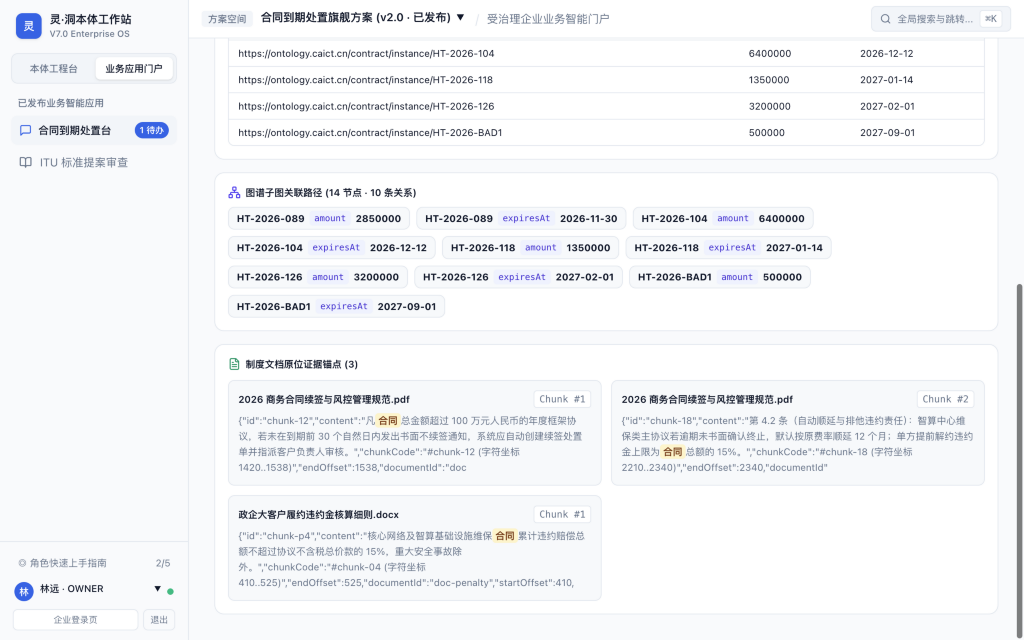 灵
灵·洞本体工作站
V7.0 Enterprise OS
本体工程台
业务应用门户
已发布业务智能应用
合同到期处置台
1 待办
ITU 标准提案审查
◎ 角色快速上手指南
2/5
林
林远 · OWNER
▼
企业登录页
退出
方案空间
合同到期处置旗舰方案 (v2.0 · 已发布) ▼
/
受治理企业业务智能门户
全局搜索与跳转...
⌘K
https://ontology.caict.cn/contract/instance/HT-2026-104 6400000 2026-12-12
https://ontology.caict.cn/contract/instance/HT-2026-118 1350000 2027-01-14
https://ontology.caict.cn/contract/instance/HT-2026-126 3200000 2027-02-01
https://ontology.caict.cn/contract/instance/HT-2026-BAD1 500000 2027-09-01
图谱子图关联路径 (14 节点 · 10 条关系)
HT-2026-089 amount 2850000 HT-2026-089 expiresAt 2026-11-30 HT-2026-104 amount 6400000
HT-2026-104 expiresAt 2026-12-12 HT-2026-118 amount 1350000 HT-2026-118 expiresAt 2027-01-14
HT-2026-126 amount 3200000 HT-2026-126 expiresAt 2027-02-01 HT-2026-BAD1 amount 500000
HT-2026-BAD1 expiresAt 2027-09-01
制度文档原位证据锚点 (3)
2026 商务合同续签与风控管理规范.pdf
Chunk #1
{"id":"chunk-12","content":"凡 合同 总金额超过 100 万元人民币的年度框架协
议，若未在到期前 30 个自然日内发出书面不续签通知，系统应自动创建续签处置
单并指派客户负责人审核。","chunkCode":"#chunk-12 (字符坐标
1420..1538)","endOffset":1538,"documentId":"doc
2026 商务合同续签与风控管理规范.pdf
Chunk #2
{"id":"chunk-18","content":"第 4.2 条（自动顺延与排他违约责任）：智算中心维
保类主协议若逾期未书面确认终止，默认按原费率顺延 12 个月；单方提前解约违约
金上限为 合同 总额的 15%。","chunkCode":"#chunk-18 (字符坐标
2210..2340)","endOffset":2340,"documentId"
政企大客户履约违约金核算细则.docx
Chunk #1
{"id":"chunk-p4","content":"核心网络及智算基础设施维保 合同 累计违约赔偿总
额不超过协议不含税总价款的 15%，重大安全事故除
外。","chunkCode":"#chunk-04 (字符坐标
410..525)","endOffset":525,"documentId":"doc-penalty","startOffset":410,